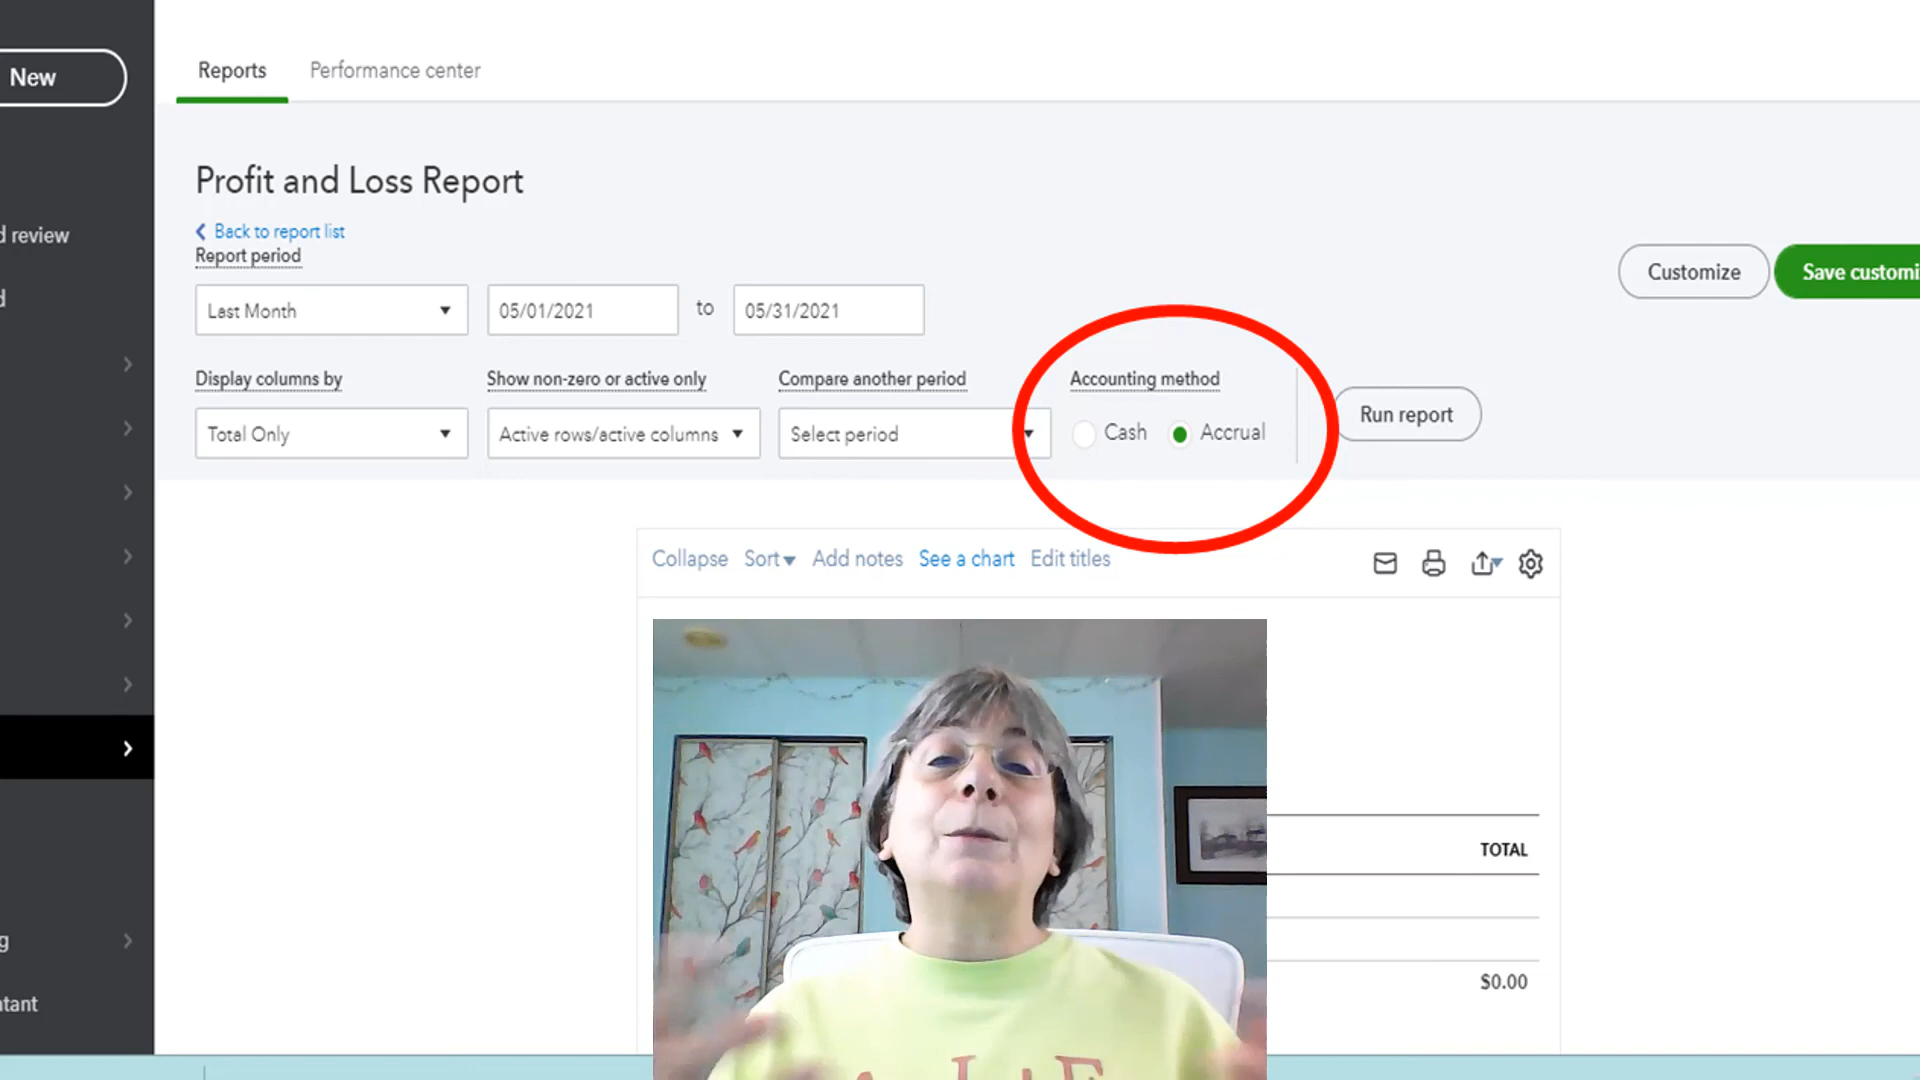 New
Reports Performance center
Profit and Loss Report
d review
Back to report list
Report period
Customize
Save customi
Last Month 05/01/2021 to 05/31/2021
Display columns by Show non-zero or active only Compare another period Accounting method
Total Only Active rows/active columns Select period Cash Accrual Run report
Collapse Sort Add notes See a chart Edit titles
TOTAL
g
$0.00
tant